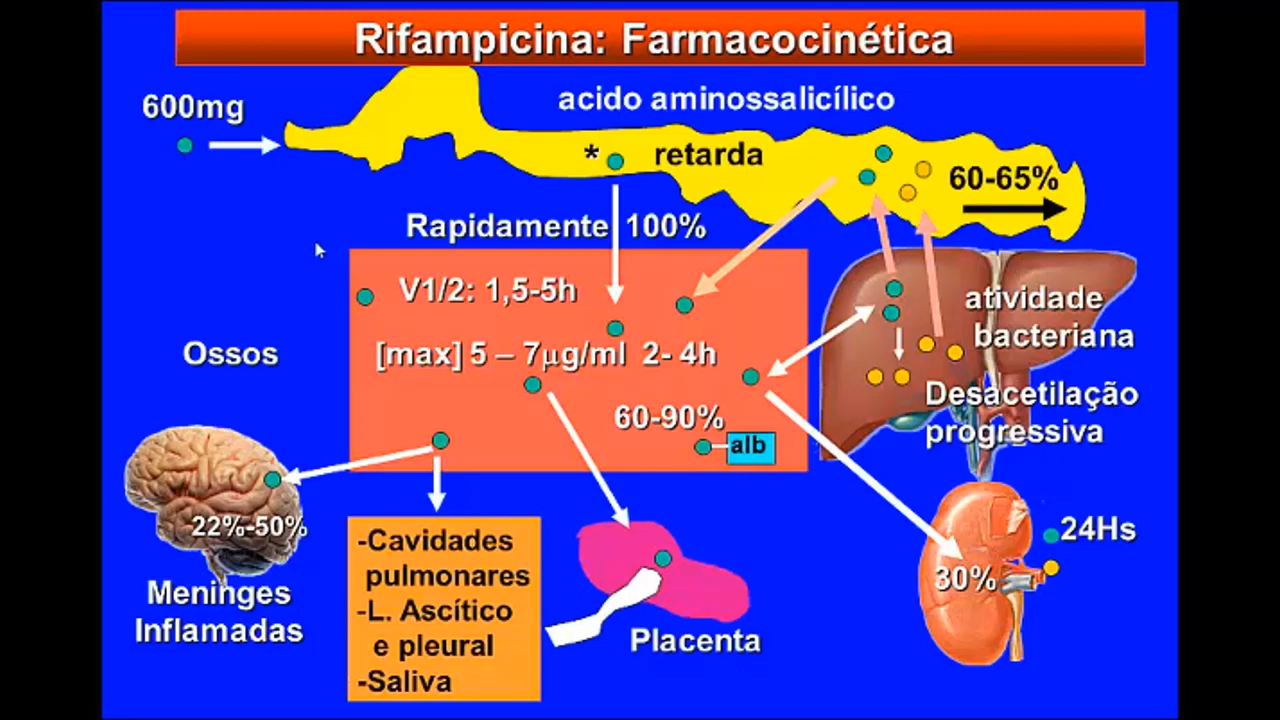 Rifampicina: Farmacocinética
600mg
acido aminossalicílico
* retarda
60-65%
Rapidamente 100%
V1/2: 1,5-5h
[max] 5 – 7μg/ml 2- 4h
60-90%
alb
atividade
bacteriana
Desacetilação
progressiva
Ossos
22%-50%
Meninges
Inflamadas
-Cavidades
pulmonares
-L. Ascítico
e pleural
-Saliva
Placenta
24Hs
30%